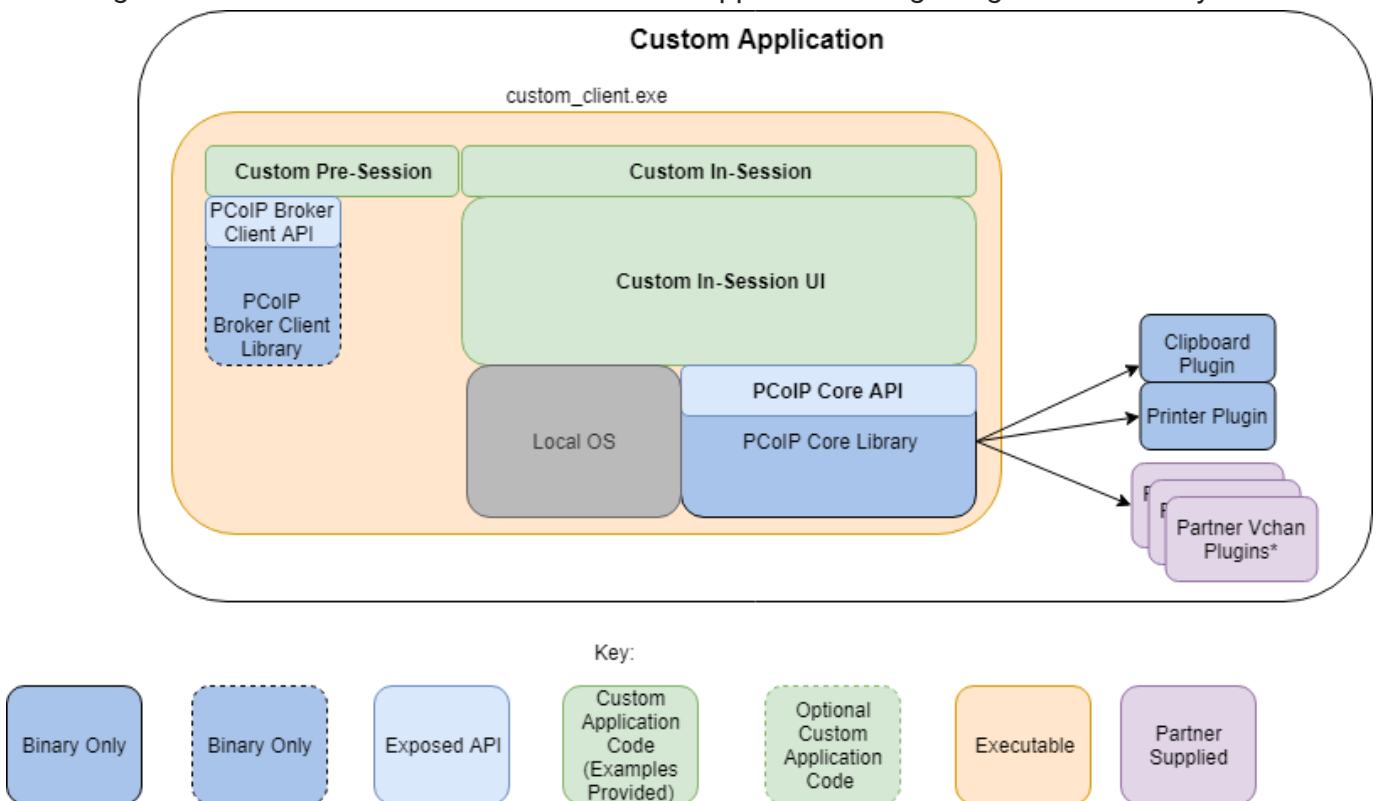 Custom Application
custom_client.exe
Custom Pre-Session
Custom In-Session
PCoIP Broker
Client API
PCoIP
Broker Client
Library
Custom In-Session UI
Local OS
PCoIP Core API
PCoIP Core Library
Clipboard
Plugin
Printer Plugin
Partner Vchan
Plugins*
Key:
Binary Only
Binary Only
Exposed API
Custom
Application
Code
(Examples
Provided)
Optional
Custom
Application
Code
Executable
Partner
Supplied